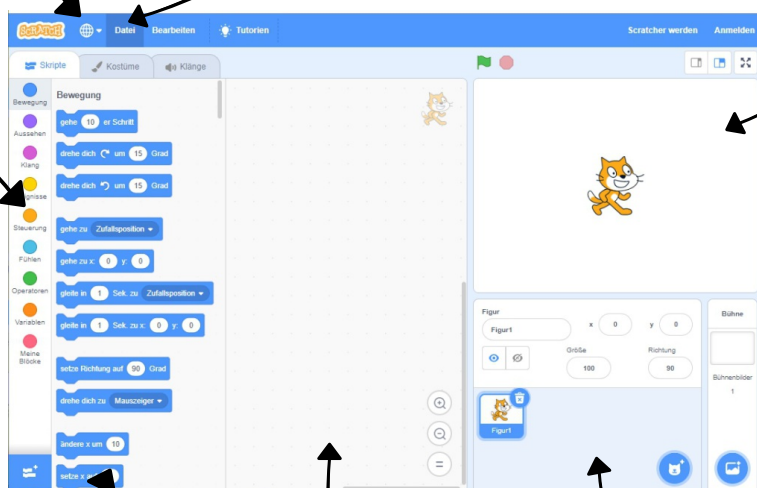 SCRATCH Datei Bearbeiten Tutorien Scratcher werden Anmelden
Skripte Kostüme Klänge
Bewegung
Aussehen
Klang
Steuerung
Fühlen
Operatoren
Variablen
Meine
Blöcke
Bewegung
gehe 10 er Schritt
drehe dich um 15 Grad
drehe dich um 15 Grad
gehe zu Zufallsposition
gehe zu x: 0 y: 0
gleite in 1 Sek. zu Zufallsposition
gleite in 1 Sek. zu x: 0 y: 0
setze Richtung auf 90 Grad
drehe dich zu Mauszeiger
ändere x um 10
setze x
Figur
Figur1 x 0 y 0
Größe Richtung
100 90
Figur1
Bühne
Bühnenbilder
1